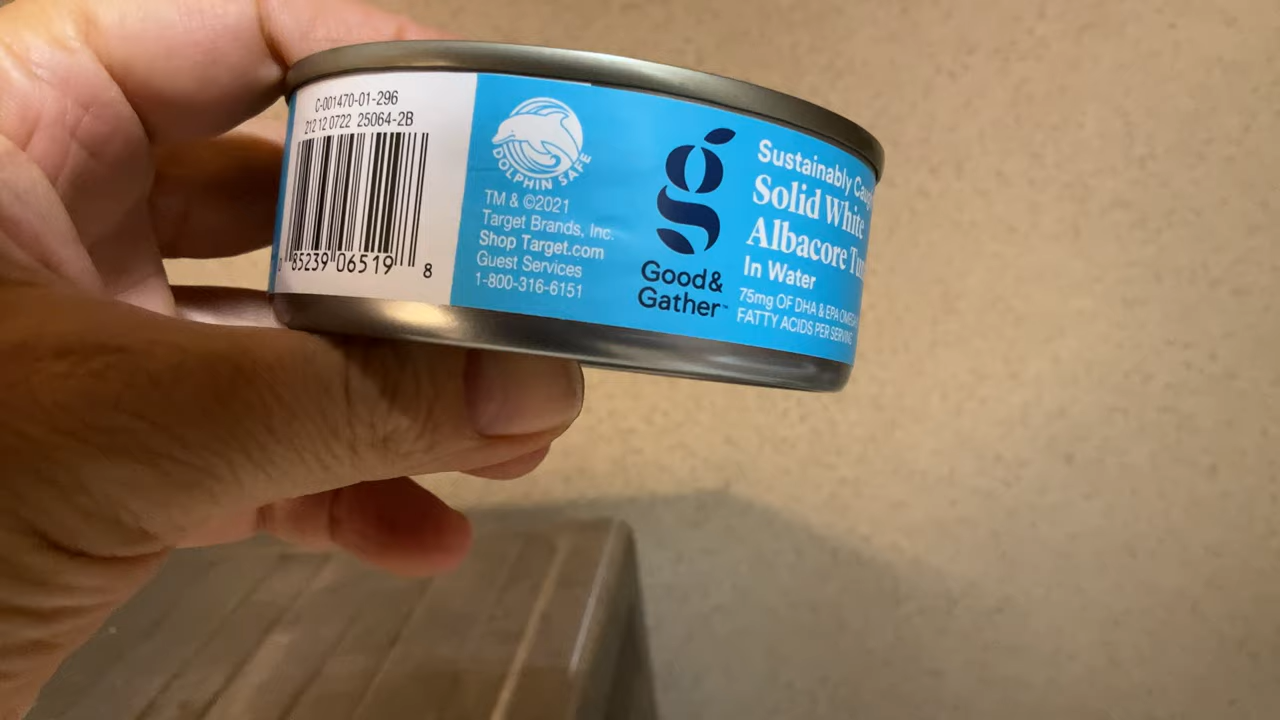 C-001470-01-296
212 12 0722 25064-2B
0 85239 06519 8
DOLPHIN SAFE
TM & ©2021
Target Brands, Inc.
Shop Target.com
Guest Services
1-800-316-6151
g
Good&
Gather™
Sustainably
Solid White
Albacore
In Water
75mg OF DHA & EPA
FATTY ACIDS PER SERVING